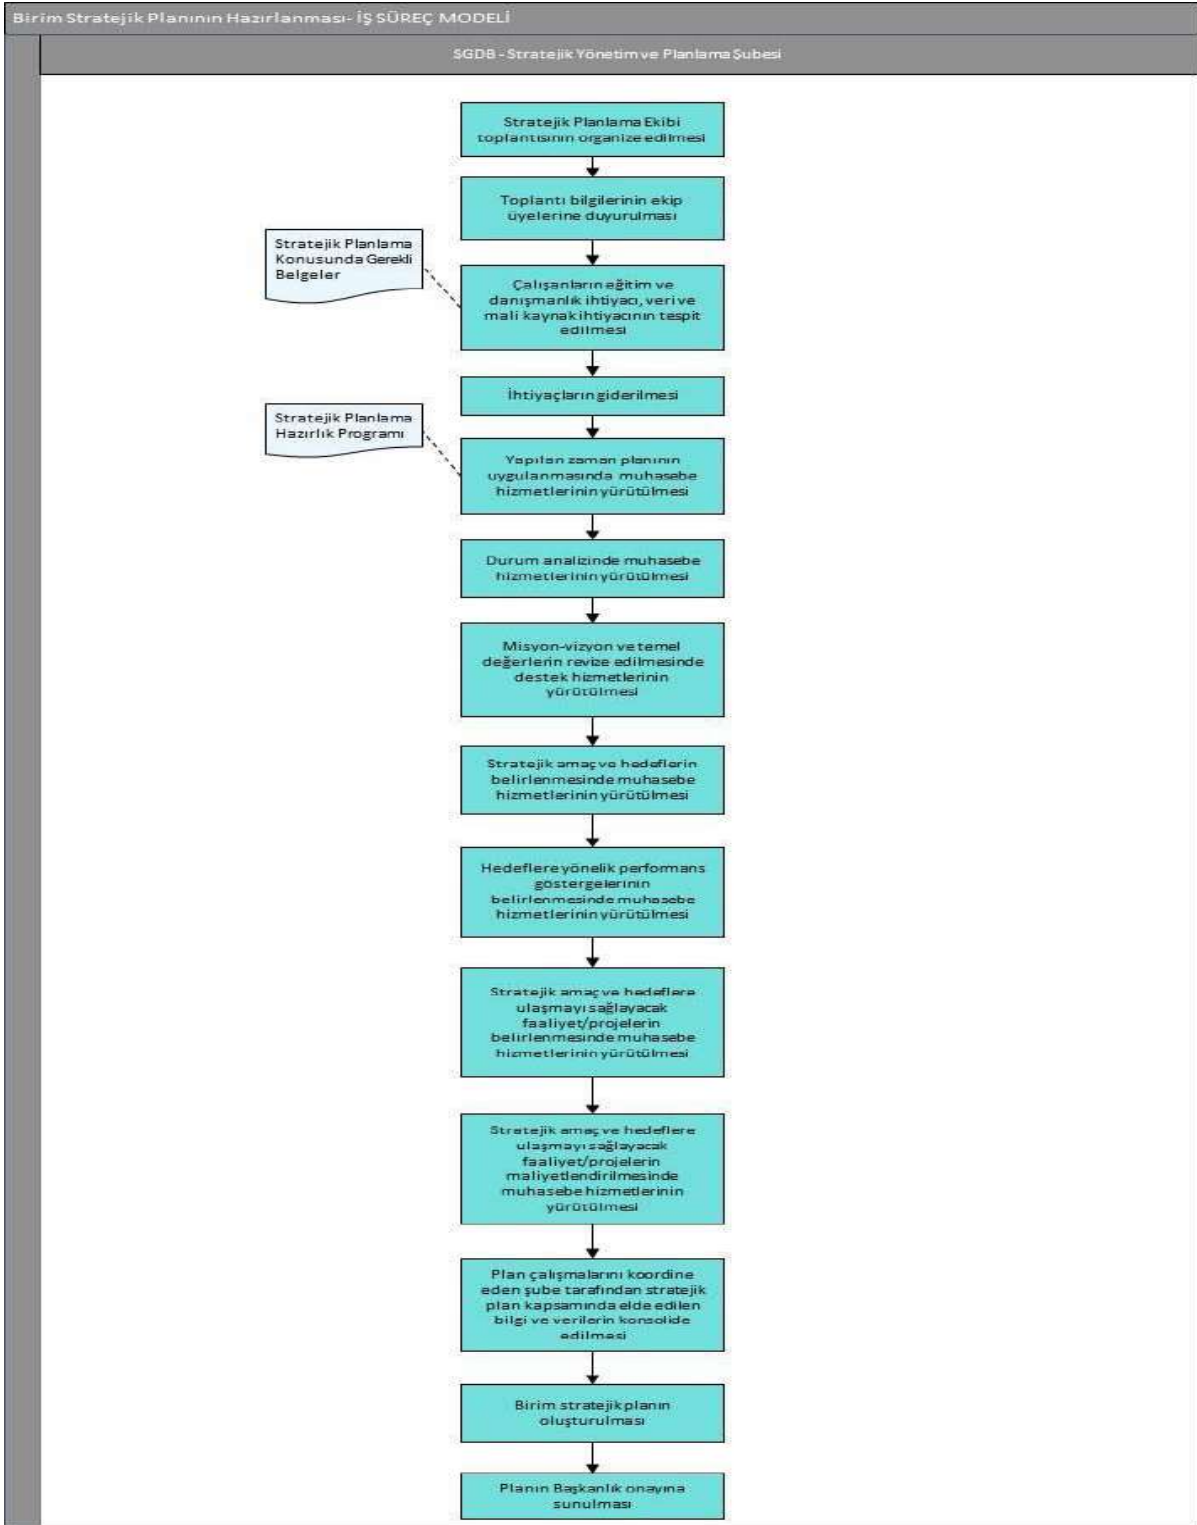 Birim Stratejik Planının Hazırlanması- İŞ SÜREÇ MODELİ
SGDB - Stratejik Yönetim ve Planlama Şubesi
Stratejik Planlama Ekibi
toplantısının organize edilmesi
Toplantı bilgilerinin ekip
üyelerine duyurulması
Stratejik Planlama
Konusunda Gerekli
Belgeler
Çalışanların eğitim ve
danışmanlık ihtiyacı, veri ve
mali kaynak ihtiyacının tespit
edilmesi
İhtiyaçların giderilmesi
Stratejik Planlama
Hazırlık Programı
Yapılan zaman planının
uygulanmasında muhasebe
hizmetlerinin yürütülmesi
Durum analizinde muhasebe
hizmetlerinin yürütülmesi
Misyon-vizyon ve temel
değerlerin revize edilmesinde
destek hizmetlerinin
yürütülmesi
Stratejik amaç ve hedeflerin
belirlenmesinde muhasebe
hizmetlerinin yürütülmesi
Hedeflere yönelik performans
göstergelerinin
belirlenmesinde muhasebe
hizmetlerinin yürütülmesi
Stratejik amaç ve hedeflere
ulaşmayı sağlayacak
faaliyet/projelerin
belirlenmesinde muhasebe
hizmetlerinin yürütülmesi
Stratejik amaç ve hedeflere
ulaşmayı sağlayacak
faaliyet/projelerin
maliyetlendirilmesinde
muhasebe hizmetlerinin
yürütülmesi
Plan çalışmalarını koordine
eden şube tarafından stratejik
plan kapsamında elde edilen
bilgi ve verilerin konsolide
edilmesi
Birim stratejik planın
oluşturulması
Planın Başkanlık onayına
sunulması